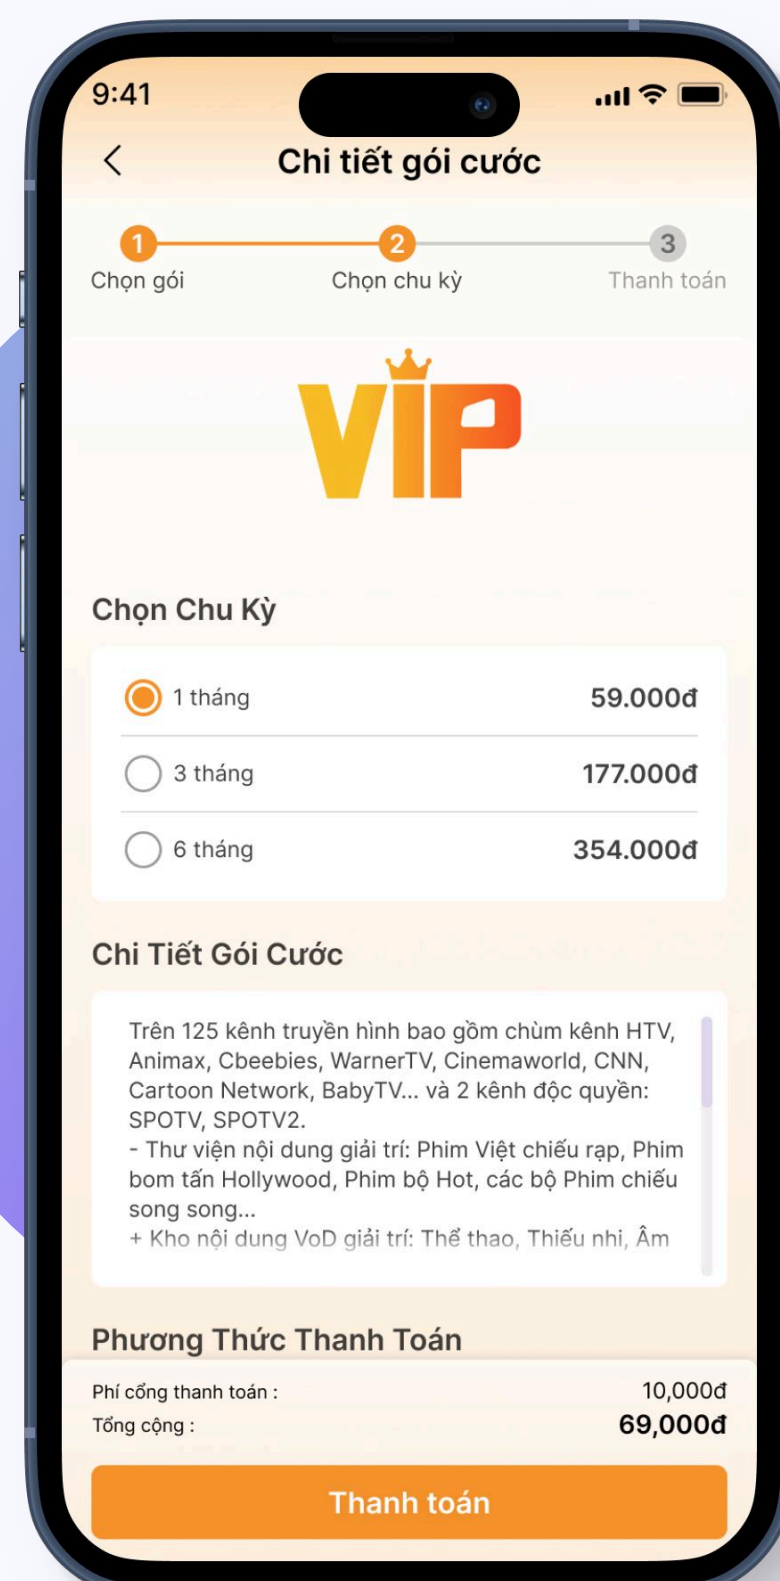 9:41
Chi tiết gói cước
1
2
3
Chọn gói
Chọn chu kỳ
Thanh toán
VIP
Chọn Chu Kỳ
1 tháng 59.000đ
3 tháng 177.000đ
6 tháng 354.000đ
Chi Tiết Gói Cước
Trên 125 kênh truyền hình bao gồm chùm kênh HTV,
Animax, Cbeebies, WarnerTV, Cinemaworld, CNN,
Cartoon Network, BabyTV... và 2 kênh độc quyền:
SPOTV, SPOTV2.
- Thư viện nội dung giải trí: Phim Việt chiếu rạp, Phim
bom tấn Hollywood, Phim bộ Hot, các bộ Phim chiếu
song song...
+ Kho nội dung VoD giải trí: Thể thao, Thiếu nhi, Âm
Phương Thức Thanh Toán
Phí cổng thanh toán : 10,000đ
Tổng cộng : 69,000đ
Thanh toán